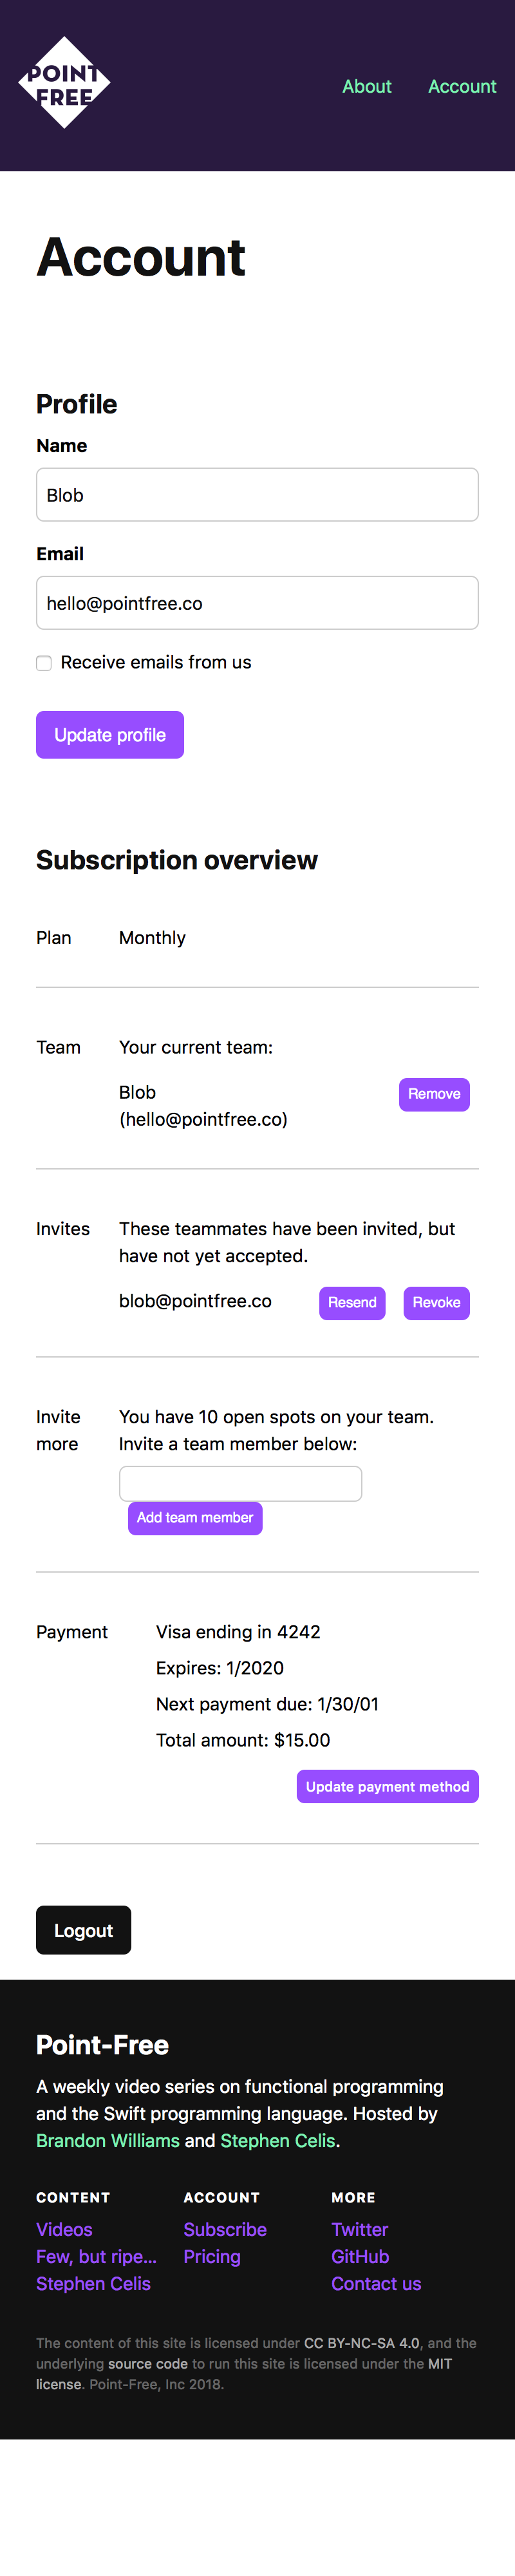 POINT
FREE
About Account
Account
Profile
Name
Blob
Email
hello@pointfree.co
Receive emails from us
Update profile
Subscription overview
Plan Monthly
Team Your current team:
Blob Remove
(hello@pointfree.co)
Invites These teammates have been invited, but
have not yet accepted.
blob@pointfree.co Resend Revoke
Invite You have 10 open spots on your team.
more Invite a team member below:
Add team member
Payment Visa ending in 4242
Expires: 1/2020
Next payment due: 1/30/01
Total amount: $15.00
Update payment method
Logout
Point-Free
A weekly video series on functional programming
and the Swift programming language. Hosted by
Brandon Williams and Stephen Celis.
CONTENT ACCOUNT MORE
Videos Subscribe Twitter
Few, but ripe... Pricing GitHub
Stephen Celis Contact us
The content of this site is licensed under CC BY-NC-SA 4.0, and the
underlying source code to run this site is licensed under the MIT
license. Point-Free, Inc 2018.